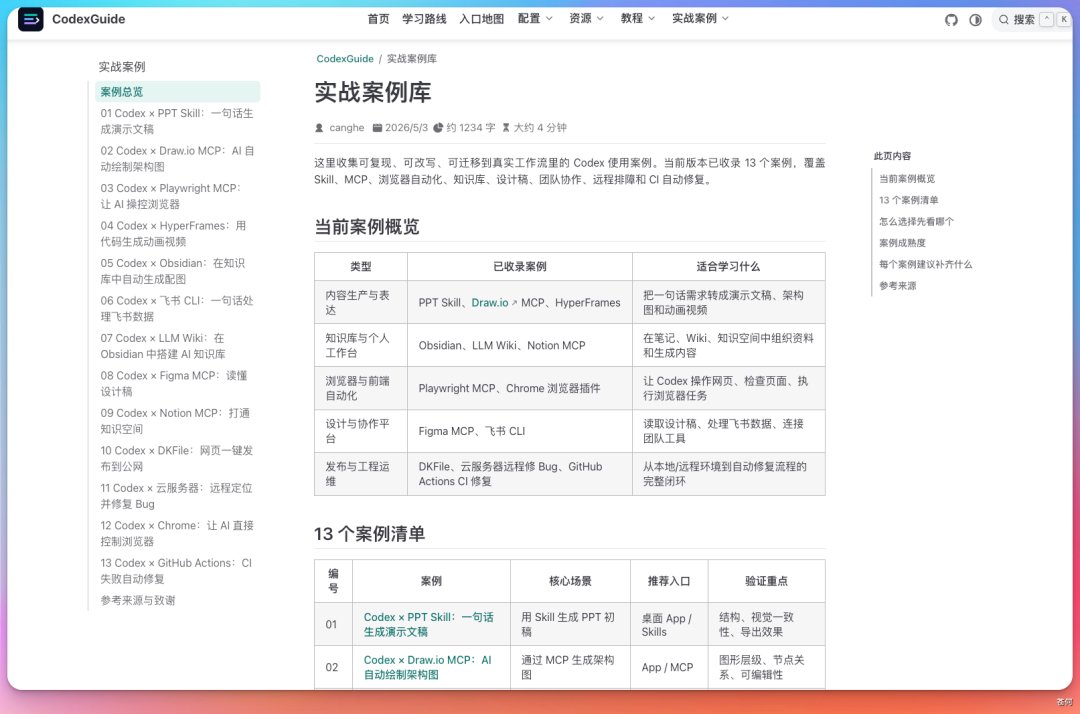 CodexGuide
首页 学习路线 入口地图 配置 资源 教程 实战案例
搜索 ^ K
实战案例
案例总览
01 Codex × PPT Skill：一句话生
成演示文稿
02 Codex × Draw.io MCP：AI 自
动绘制架构图
03 Codex × Playwright MCP：
让 AI 操控浏览器
04 Codex × HyperFrames：用
代码生成动画视频
05 Codex × Obsidian：在知识
库中自动生成配图
06 Codex × 飞书 CLI：一句话处
理飞书数据
07 Codex × LLM Wiki：在
Obsidian 中搭建 AI 知识库
08 Codex × Figma MCP：读懂
设计稿
09 Codex × Notion MCP：打通
知识空间
10 Codex × DKFile：网页一键发
布到公网
11 Codex × 云服务器：远程定位
并修复 Bug
12 Codex × Chrome：让 AI 直接
控制浏览器
13 Codex × GitHub Actions：CI
失败自动修复
参考来源与致谢
CodexGuide / 实战案例库
实战案例库
canghe 2026/5/3 约 1234 字 大约 4 分钟
这里收集可复现、可改写、可迁移到真实工作流里的 Codex 使用案例。当前版本已收录 13 个案例，覆盖
Skill、MCP、浏览器自动化、知识库、设计稿、团队协作、远程排障和 CI 自动修复。
当前案例概览
类型 已收录案例 适合学习什么
内容生产与表
达
PPT Skill、Draw.io MCP、HyperFrames
把一句话需求转成演示文稿、架构
图和动画视频
知识库与个人
工作台
Obsidian、LLM Wiki、Notion MCP
在笔记、Wiki、知识空间中组织资料
和生成内容
浏览器与前端
自动化
Playwright MCP、Chrome 浏览器插件
让 Codex 操作网页、检查页面、执
行浏览器任务
设计与协作平
台
Figma MCP、飞书 CLI
读取设计稿、处理飞书数据、连接
团队工具
发布与工程运
维
DKFile、云服务器远程修 Bug、GitHub
Actions CI 修复
从本地/远程环境到自动修复流程的
完整闭环
13 个案例清单
编
号
案例 核心场景 推荐入口 验证重点
01
Codex × PPT Skill：一句话
生成演示文稿
用 Skill 生成 PPT 初
稿
桌面 App /
Skills
结构、视觉一致
性、导出效果
02
Codex × Draw.io MCP：AI
自动绘制架构图
通过 MCP 生成架构
图
App / MCP
图形层级、节点关
系、可编辑性
此页内容
当前案例概览
13 个案例清单
怎么选择先看哪个
案例成熟度
每个案例建议补齐什么
参考来源
苍何